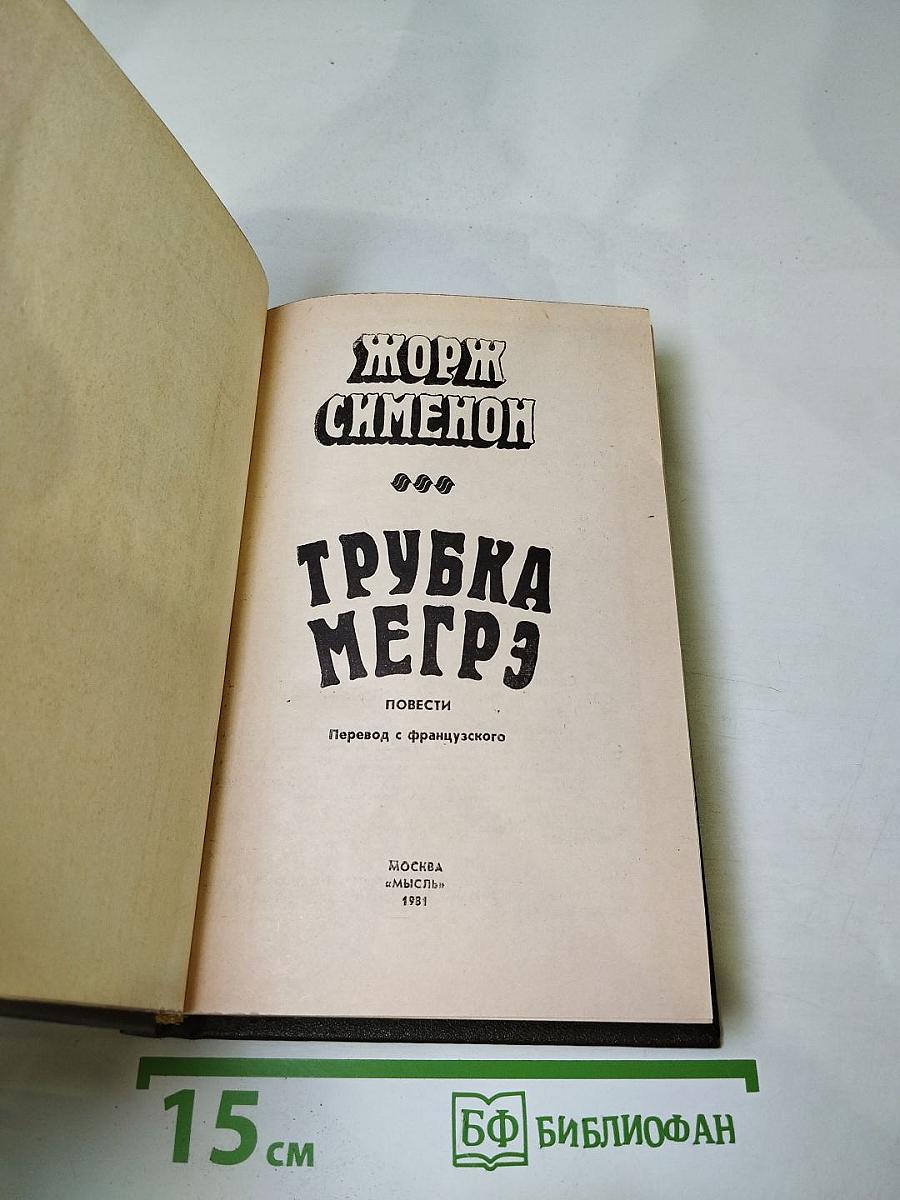 ЖОРЖ
СИМЕНОН
ТРУБКА
МЕГРЭ
ПОВЕСТИ
Перевод с французского
МОСКВА
«МЫСЛЬ»
1981
15 см
БФ БИБЛИОФАН